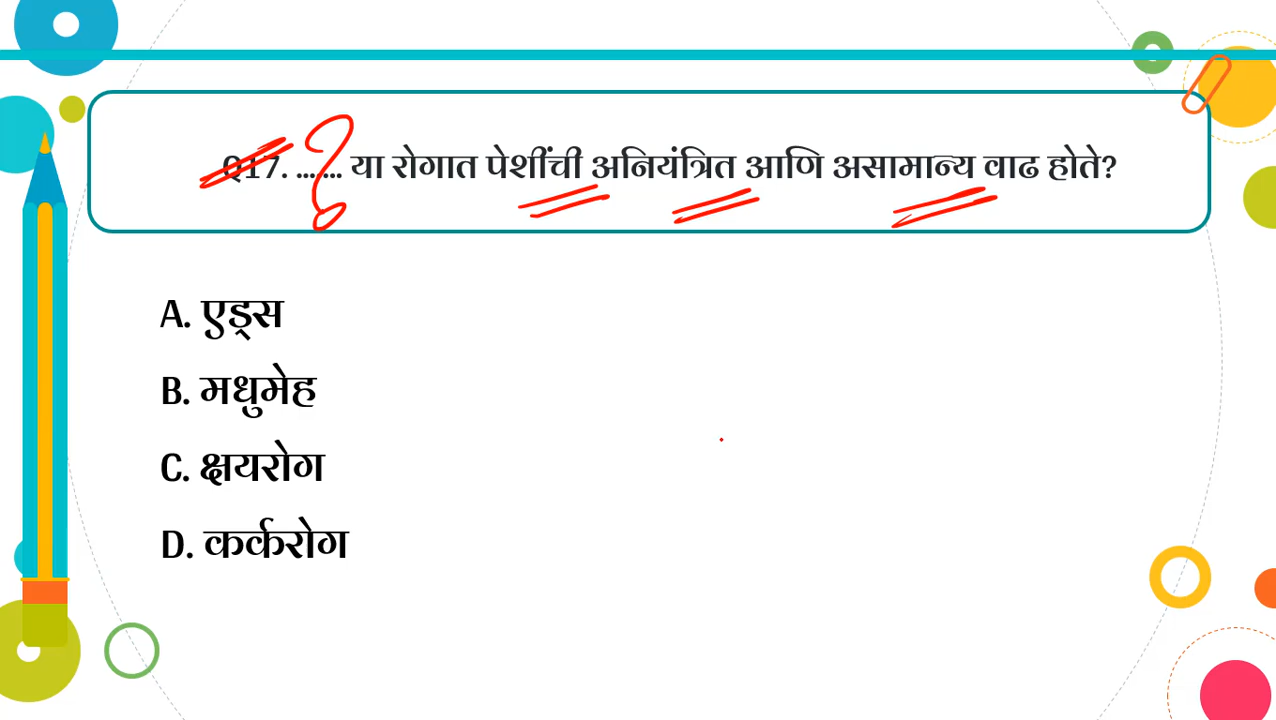 Q17. ....... या रोगात पेशींची अनियंत्रित आणि असामान्य वाढ होते?
A. एड्स
B. मधुमेह
C. क्षयरोग
D. कर्करोग